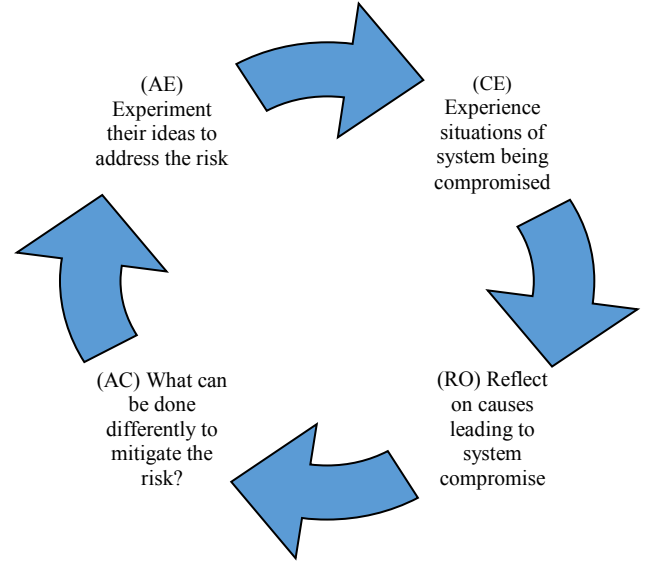 (AE)
Experiment
their ideas to
address the risk
(CE)
Experience
situations of
system being
compromised
(RO) Reflect
on causes
leading to
system
compromise
(AC) What can
be done
differently to
mitigate the
risk?